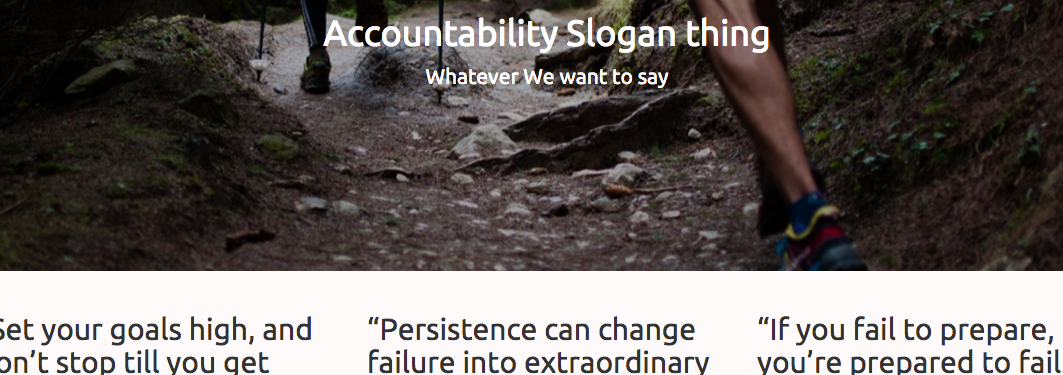 Accountability Slogan thing
Whatever We want to say
Set your goals high, and
on’t stop till you get
“Persistence can change
failure into extraordinary
“If you fail to prepare,
you’re prepared to fail